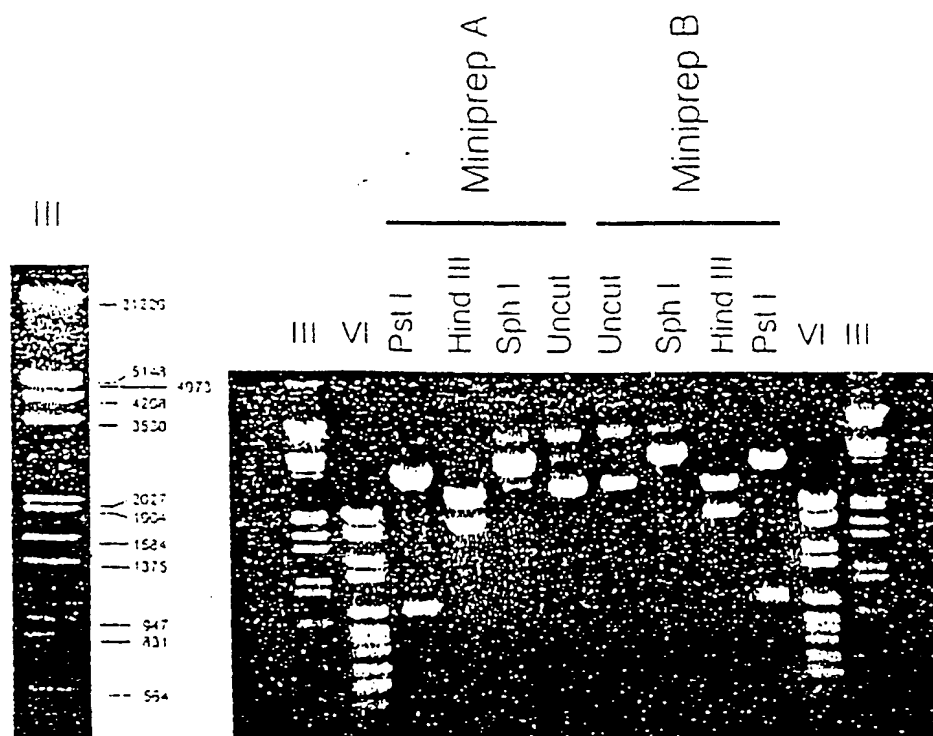 Miniprep A
Miniprep B
III
III
VI
Pst I
Hind III
Sph I
Uncut
Uncut
Sph I
Hind III
Pst I
VI
III
21226
5148
4973
4268
3530
2027
1904
1584
1375
947
831
564